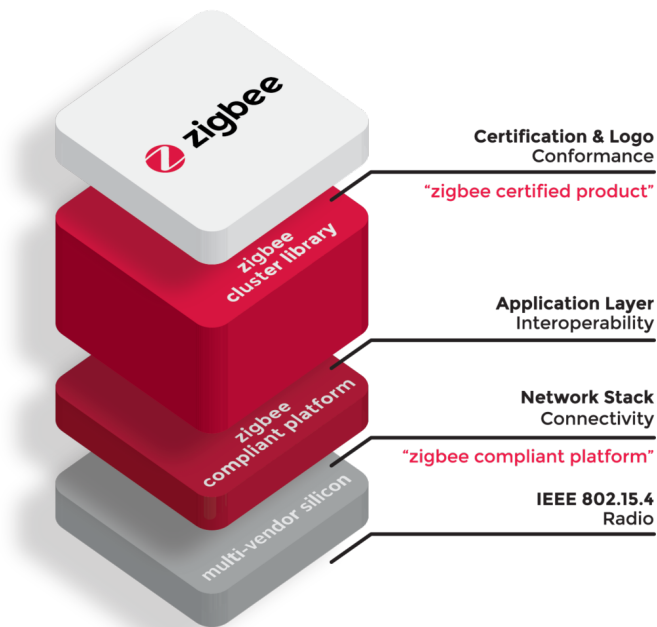 zigbee
Certification & Logo
Conformance
“zigbee certified product”
zigbee
cluster library
Application Layer
Interoperability
zigbee
compliant platform
Network Stack
Connectivity
“zigbee compliant platform”
multi-vendor silicon
IEEE 802.15.4
Radio